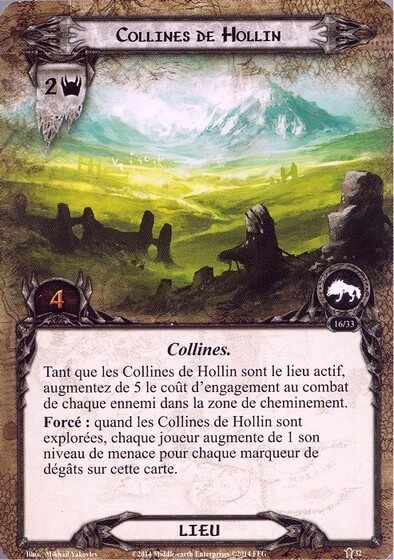 COLLINES DE HOLLIN
2
4
16/33
Collines.
Tant que les Collines de Hollin sont le lieu actif,
augmentez de 5 le coût d'engagement au combat
de chaque ennemi dans la zone de cheminement.
Forcé : quand les Collines de Hollin sont
explorées, chaque joueur augmente de 1 son
niveau de menace pour chaque marqueur de
dégâts sur cette carte.
LIEU
Illus. Mikhail Yakovlev ©2014 Middle-earth Enterprises ©2014 FFG 32